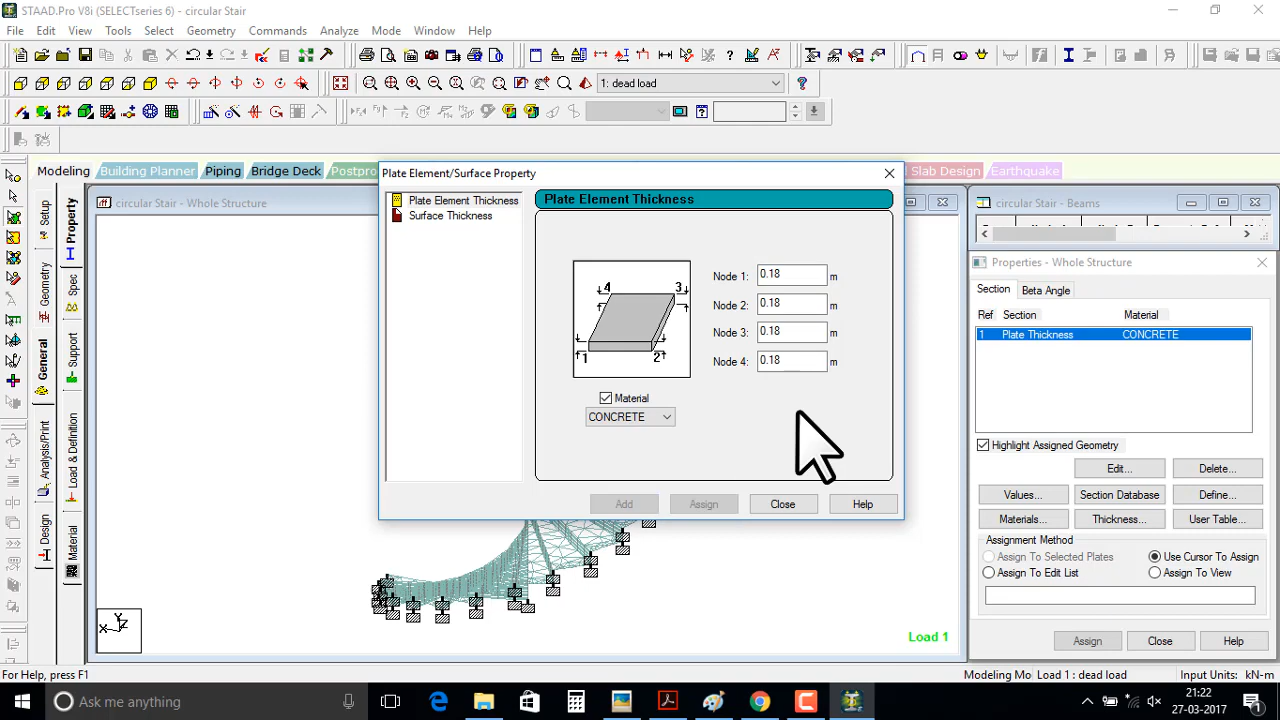 STAAD.Pro V8i (SELECTseries 6) - circular Stair
File Edit View Tools Select Geometry Commands Analyze Mode Window Help
1: dead load
Modeling Building Planner Piping Bridge Deck Postpro Slab Design Earthquake
circular Stair - Whole Structure
Plate Element/Surface Property
Plate Element Thickness
Surface Thickness
Plate Element Thickness
4 3
1 2
Node 1: 0.18 m
Node 2: 0.18 m
Node 3: 0.18 m
Node 4: 0.18 m
Material
CONCRETE
Add Assign Close Help
circular Stair - Beams
Properties - Whole Structure
Section Beta Angle
Ref Section Material
1 Plate Thickness CONCRETE
Highlight Assigned Geometry
Edit... Delete...
Values... Section Database Define...
Materials... Thickness... User Table...
Assignment Method
Assign To Selected Plates Use Cursor To Assign
Assign To Edit List Assign To View
Assign Close Help
Setup
Geometry
General
Analysis/Print
Design
Property
Spec
Support
Load & Definition
Material
Y
X Z
Load 1
For Help, press F1
Modeling Mo Load 1 : dead load Input Units: kN-m
Ask me anything
21:22
27-03-2017
1